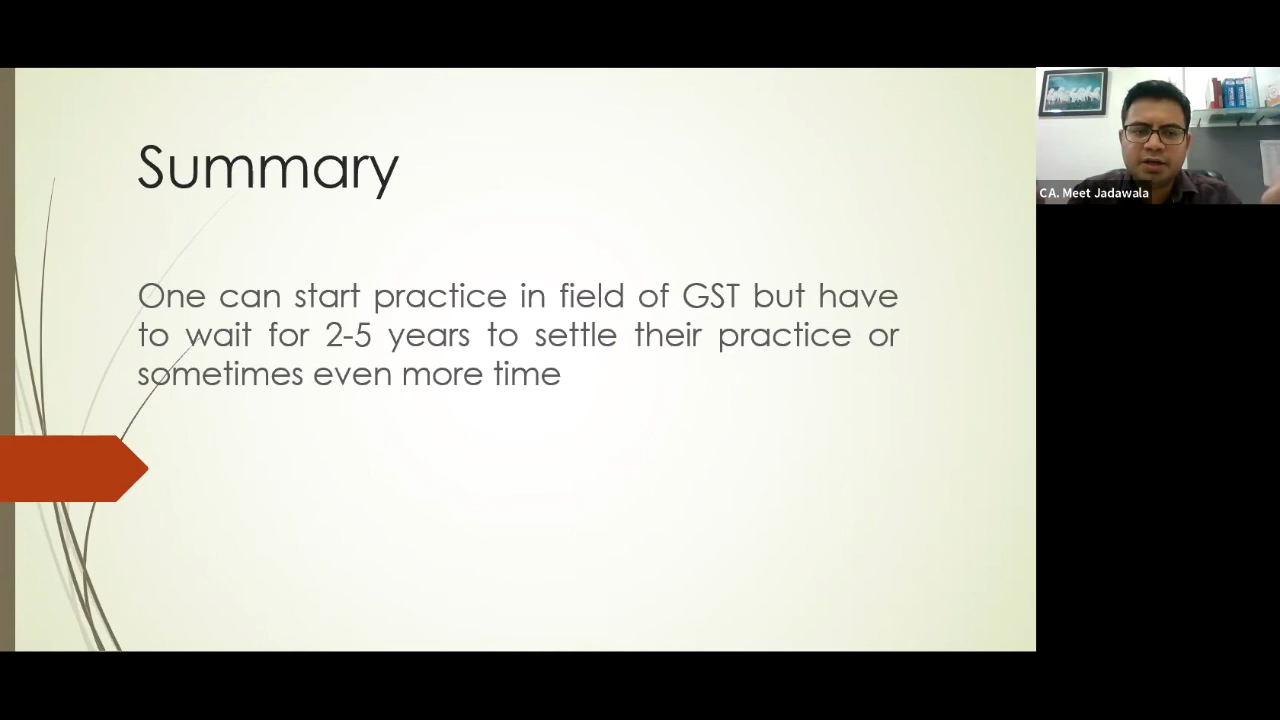 Summary
One can start practice in field of GST but have
to wait for 2-5 years to settle their practice or
sometimes even more time
CA. Meet Jadawala